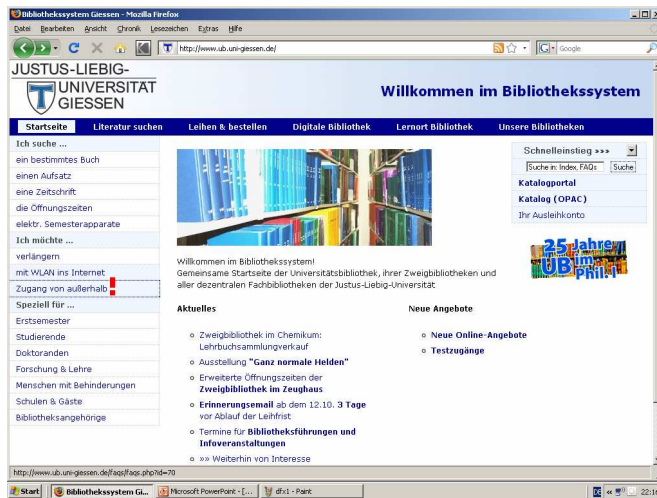 Bibliothekssystem Giessen - Mozilla Firefox
Datei Bearbeiten Ansicht Chronik Lesezeichen Extras Hilfe
http://www.ub.uni-giessen.de/
Google
JUSTUS-LIEBIG-
UNIVERSITÄT
GIESSEN
Willkommen im Bibliothekssystem
Startseite Literatur suchen Leihen & bestellen Digitale Bibliothek Lernort Bibliothek Unsere Bibliotheken
Ich suche ...
ein bestimmtes Buch
einen Aufsatz
eine Zeitschrift
die Öffnungszeiten
elektr. Semesterapparate
Ich möchte ...
verlängern
mit WLAN ins Internet
Zugang von außerhalb
!
Speziell für ...
Erstsemester
Studierende
Doktoranden
Forschung & Lehre
Menschen mit Behinderungen
Schulen & Gäste
Bibliotheksangehörige
Willkommen im Bibliothekssystem!
Gemeinsame Startseite der Universitätsbibliothek, ihrer Zweigbibliotheken und
aller dezentralen Fachbibliotheken der Justus-Liebig-Universität
Aktuelles
Zweigbibliothek im Chemikum:
Lehrbuchsammlungverkauf
Ausstellung "Ganz normale Helden"
Erweiterte Öffnungszeiten der
Zweigbibliothek im Zeughaus
Erinnerungsemail ab dem 12.10. 3 Tage
vor Ablauf der Leihfrist
Termine für Bibliotheksführungen und
Infoveranstaltungen
»» Weiterhin von Interesse
Neue Angebote
Neue Online-Angebote
Testzugänge
Schnelleinstieg »»»
Suche in: Index, FAQs Suche
Katalogportal
Katalog (OPAC)
Ihr Ausleihkonto
25 Jahre
UB im
Phil. I
http://www.ub.uni-giessen.de/faqs/faqs.php?id=70
Start Bibliothekssystem Gi... Microsoft PowerPoint - [... dfx1 - Paint DE 22:16